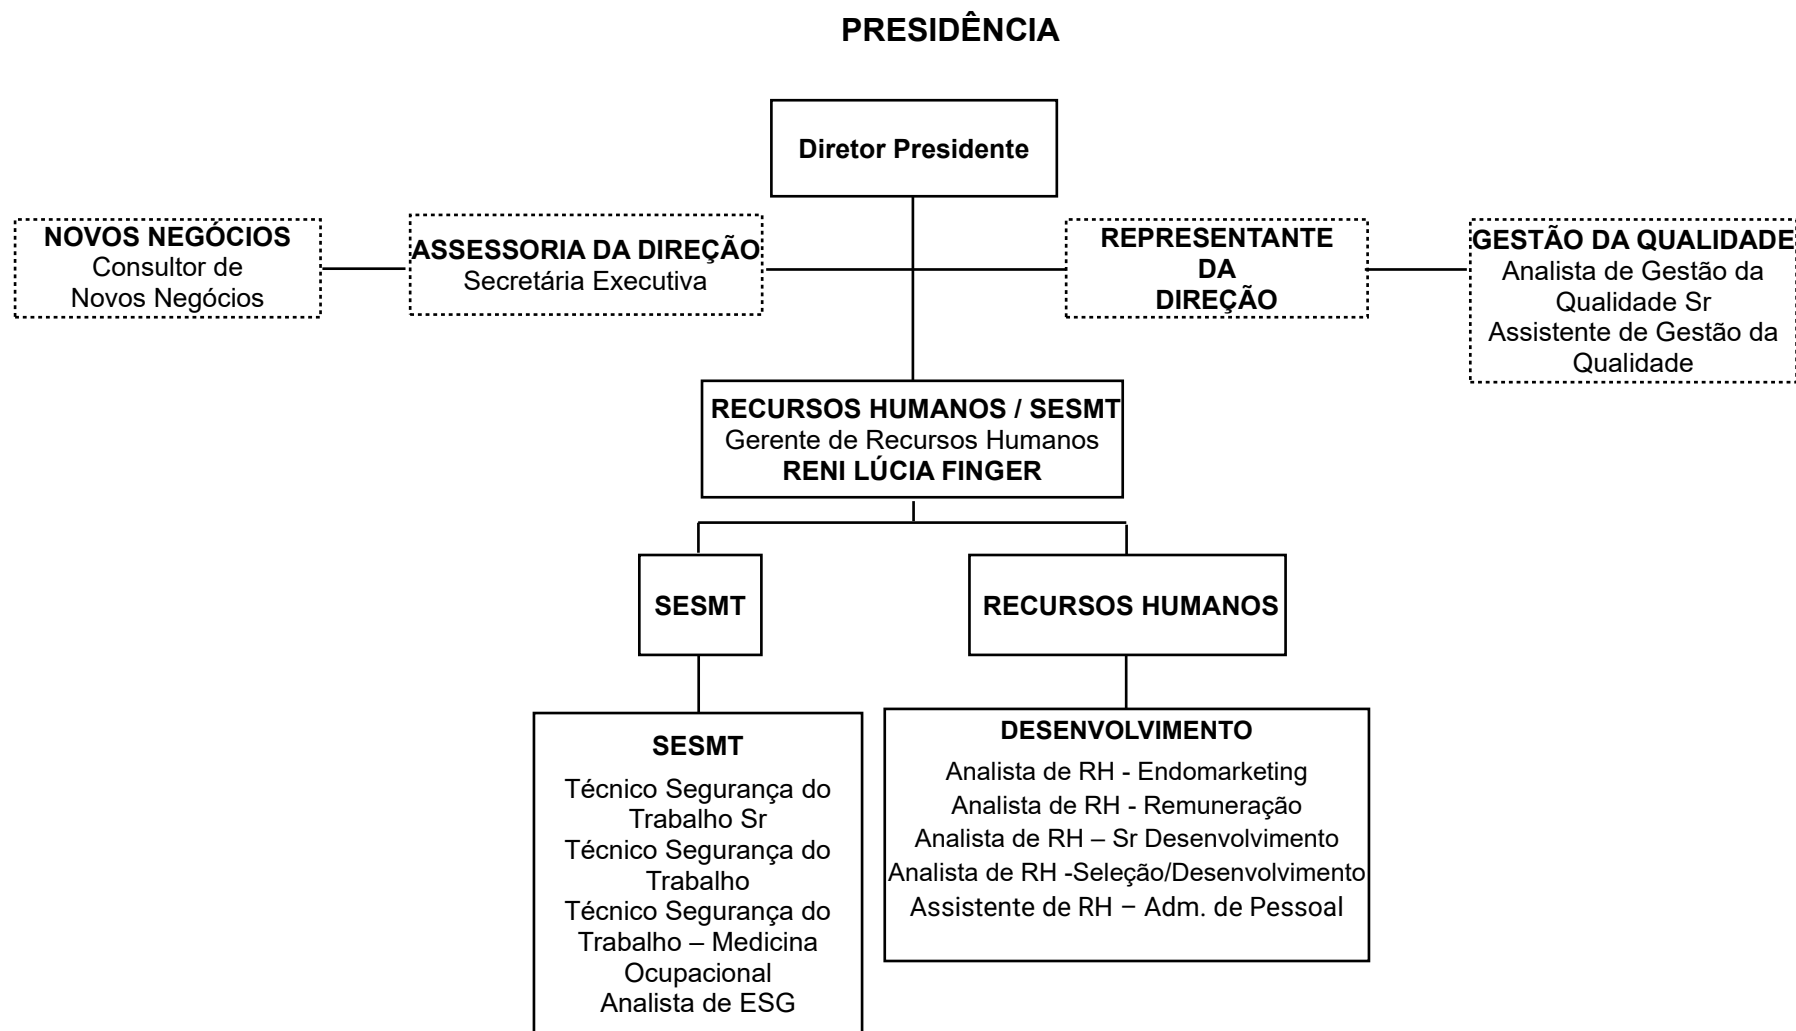 PRESIDÊNCIA
Diretor Presidente
NOVOS NEGÓCIOS
Consultor de
Novos Negócios
ASSESSORIA DA DIREÇÃO
Secretária Executiva
REPRESENTANTE
DA
DIREÇÃO
GESTÃO DA QUALIDADE
Analista de Gestão da
Qualidade Sr
Assistente de Gestão da
Qualidade
RECURSOS HUMANOS / SESMT
Gerente de Recursos Humanos
RENI LÚCIA FINGER
SESMT
RECURSOS HUMANOS
SESMT
Técnico Segurança do
Trabalho Sr
Técnico Segurança do
Trabalho
Técnico Segurança do
Trabalho – Medicina
Ocupacional
Analista de ESG
DESENVOLVIMENTO
Analista de RH - Endomarketing
Analista de RH - Remuneração
Analista de RH – Sr Desenvolvimento
Analista de RH -Seleção/Desenvolvimento
Assistente de RH – Adm. de Pessoal